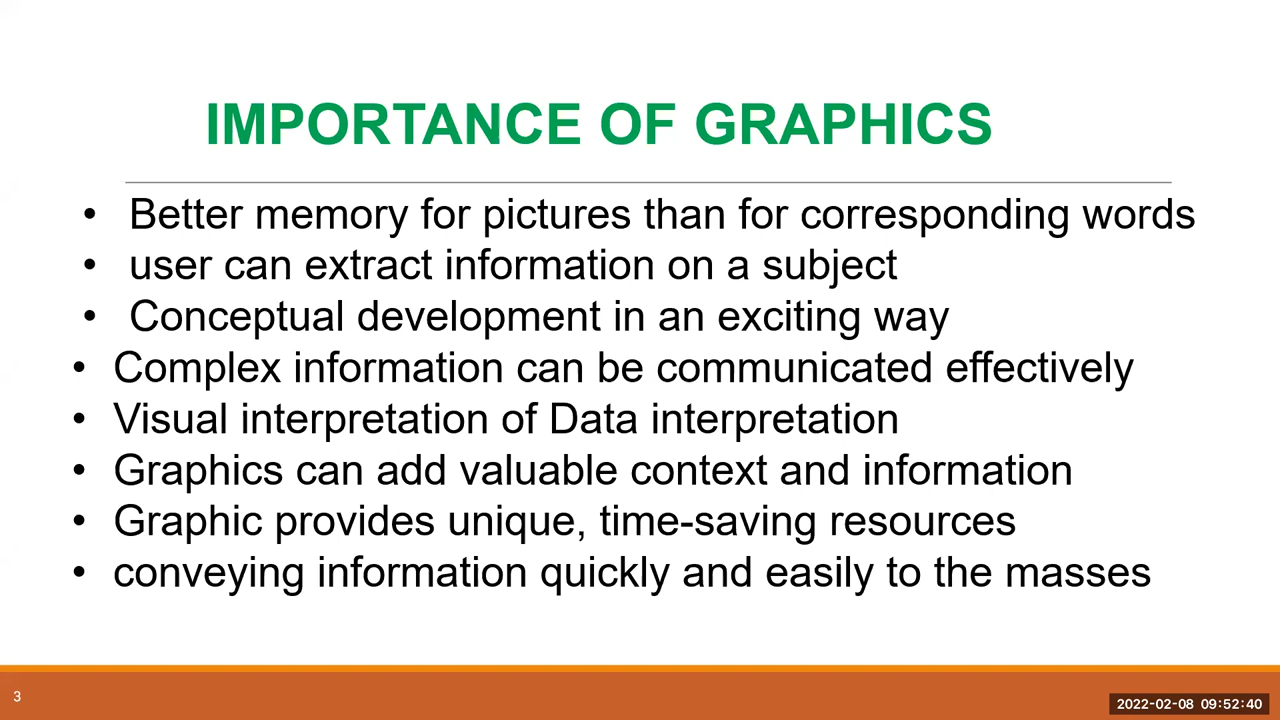 IMPORTANCE OF GRAPHICS
• Better memory for pictures than for corresponding words
• user can extract information on a subject
• Conceptual development in an exciting way
• Complex information can be communicated effectively
• Visual interpretation of Data interpretation
• Graphics can add valuable context and information
• Graphic provides unique, time-saving resources
• conveying information quickly and easily to the masses
3
2022-02-08 09:52:40